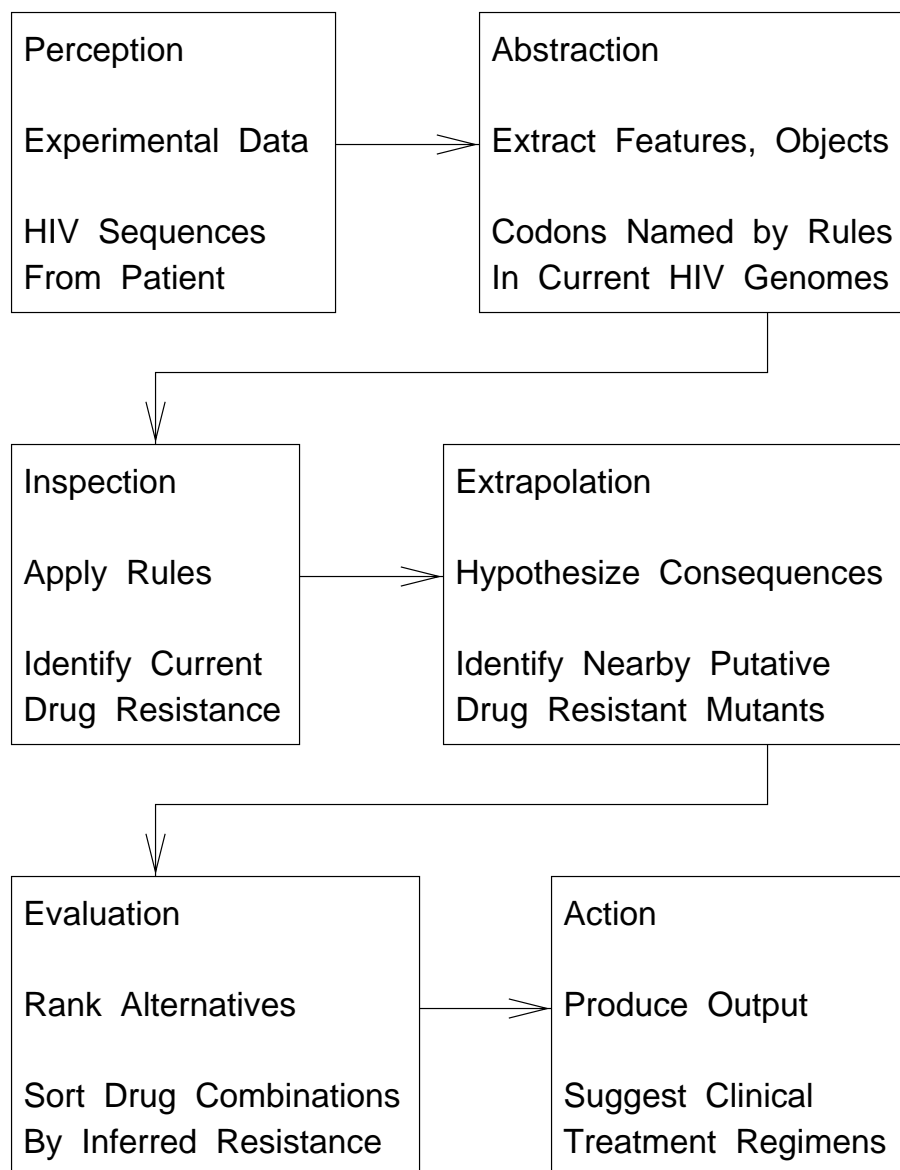 Perception
Experimental Data
HIV Sequences
From Patient
Abstraction
Extract Features, Objects
Codons Named by Rules
In Current HIV Genomes
Inspection
Apply Rules
Identify Current
Drug Resistance
Extrapolation
Hypothesize Consequences
Identify Nearby Putative
Drug Resistant Mutants
Evaluation
Rank Alternatives
Sort Drug Combinations
By Inferred Resistance
Action
Produce Output
Suggest Clinical
Treatment Regimens